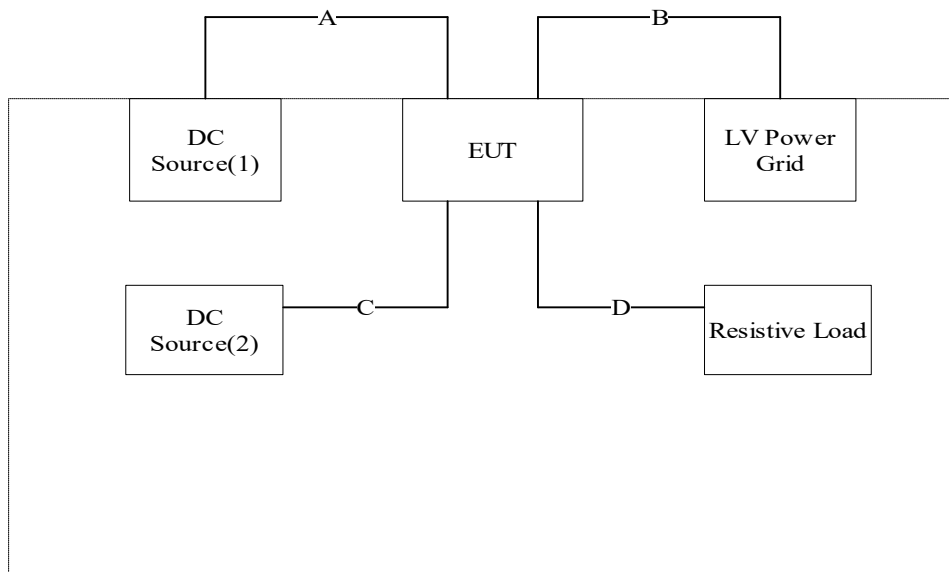 A
B
DC
Source(1)
EUT
LV Power
Grid
DC
Source(2)
C
D
Resistive Load